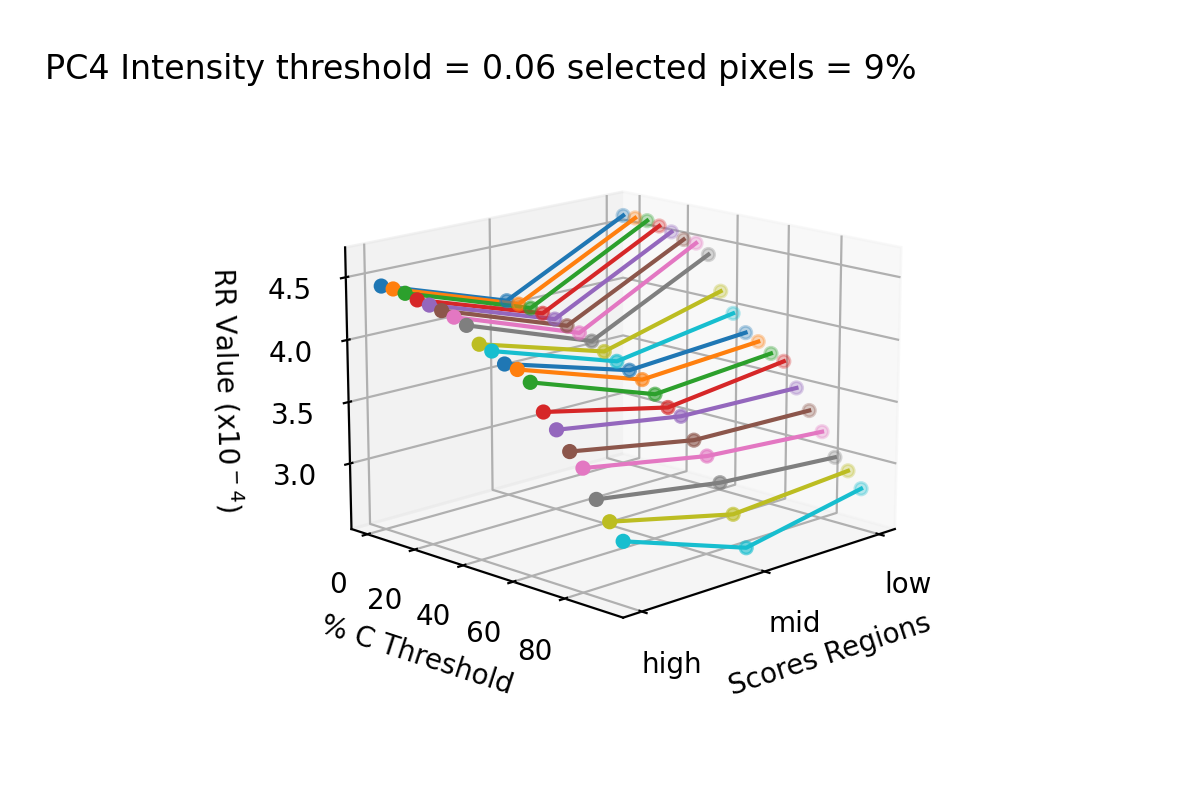 PC4 Intensity threshold = 0.06 selected pixels = 9%
RR Value (x10⁻⁴)
4.5
4.0
3.5
3.0
0
20
40
60
80
% C Threshold
high
mid
low
Scores Regions